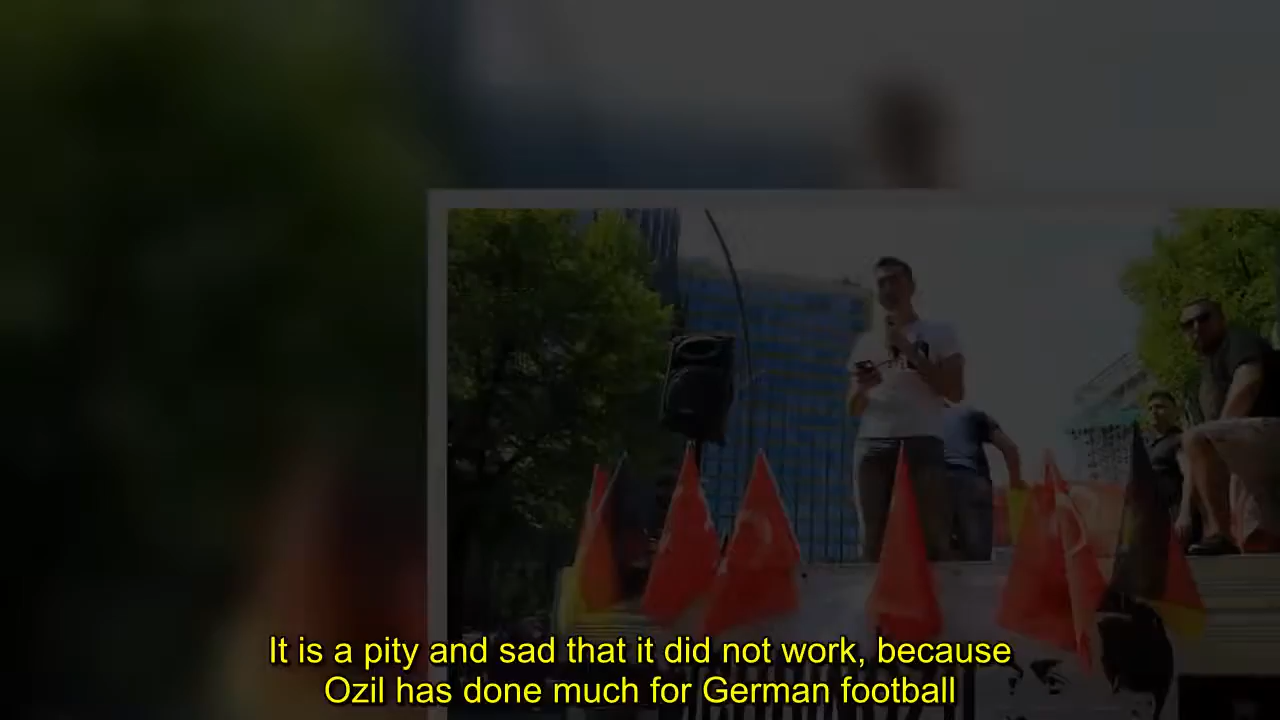 It is a pity and sad that it did not work, because
Ozil has done much for German football